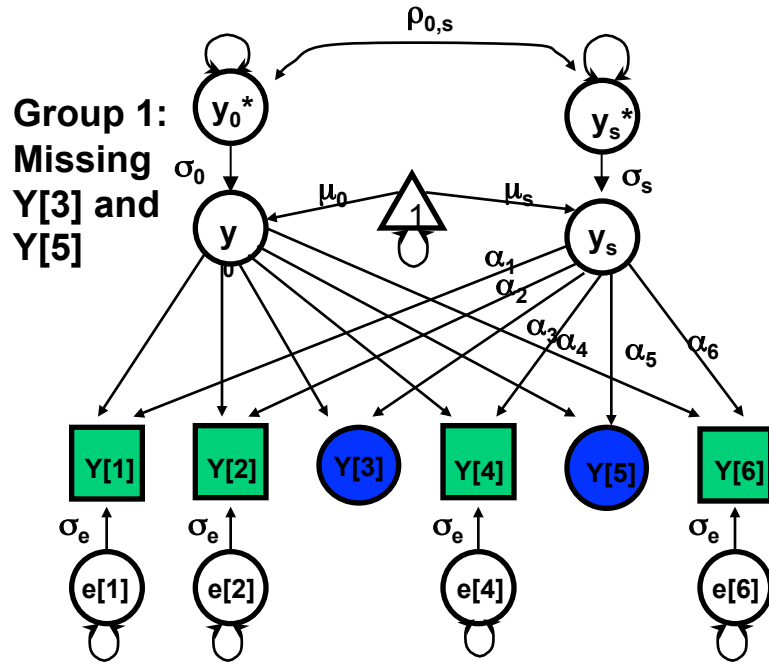 ρ0,s
y0*
ys*
Group 1:
Missing
Y[3] and
Y[5]
σ0
σs
μ0
μs
1
y0
ys
α1
α2
α3
α4
α5
α6
Y[1]
Y[2]
Y[3]
Y[4]
Y[5]
Y[6]
σe
σe
σe
σe
e[1]
e[2]
e[4]
e[6]